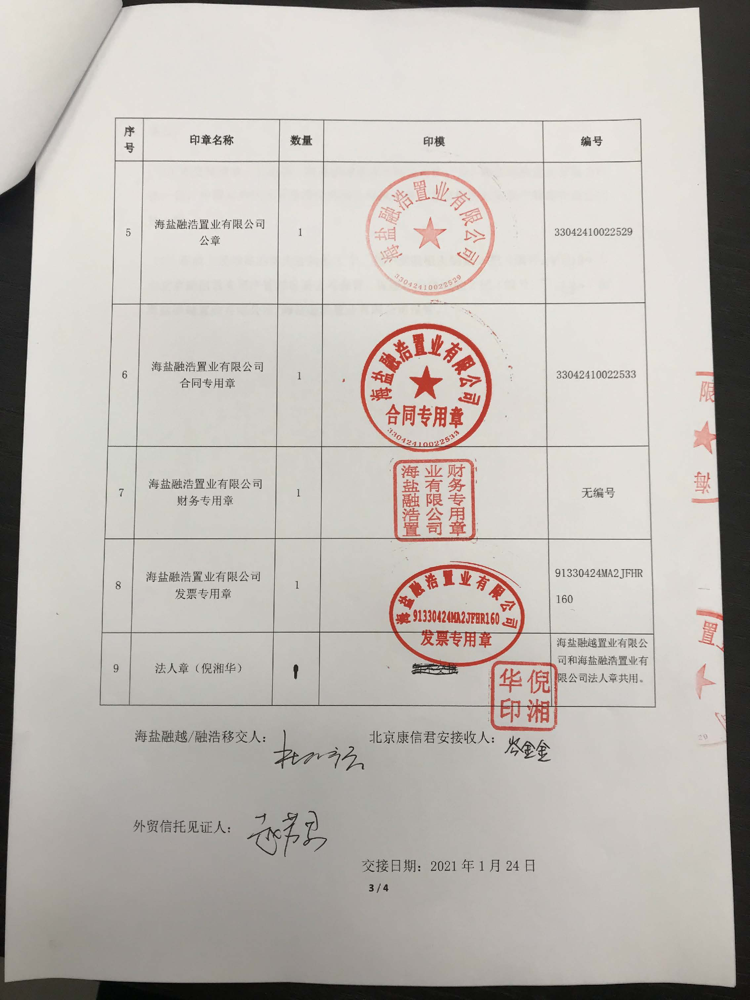 序号 印章名称 数量 印模 编号
5 海盐融浩置业有限公司公章 1 海盐融浩置业有限公司 33042410022529 33042410022529
6 海盐融浩置业有限公司合同专用章 1 海盐融浩置业有限公司 合同专用章 33042410022533 33042410022533
7 海盐融浩置业有限公司财务专用章 1 海盐融浩置业有限公司财务专用章 无编号
8 海盐融浩置业有限公司发票专用章 1 海盐融浩置业有限公司 91330424MA2JFHR160 发票专用章 91330424MA2JFHR160
9 法人章（倪湘华） 暂不交接 倪湘华印 海盐融越置业有限公司和海盐融浩置业有限公司法人章共用。
海盐融越/融浩移交人： 北京康信君安接收人：
外贸信托见证人：
交接日期：2021 年 1 月 24 日
3 / 4
限
海
置
29